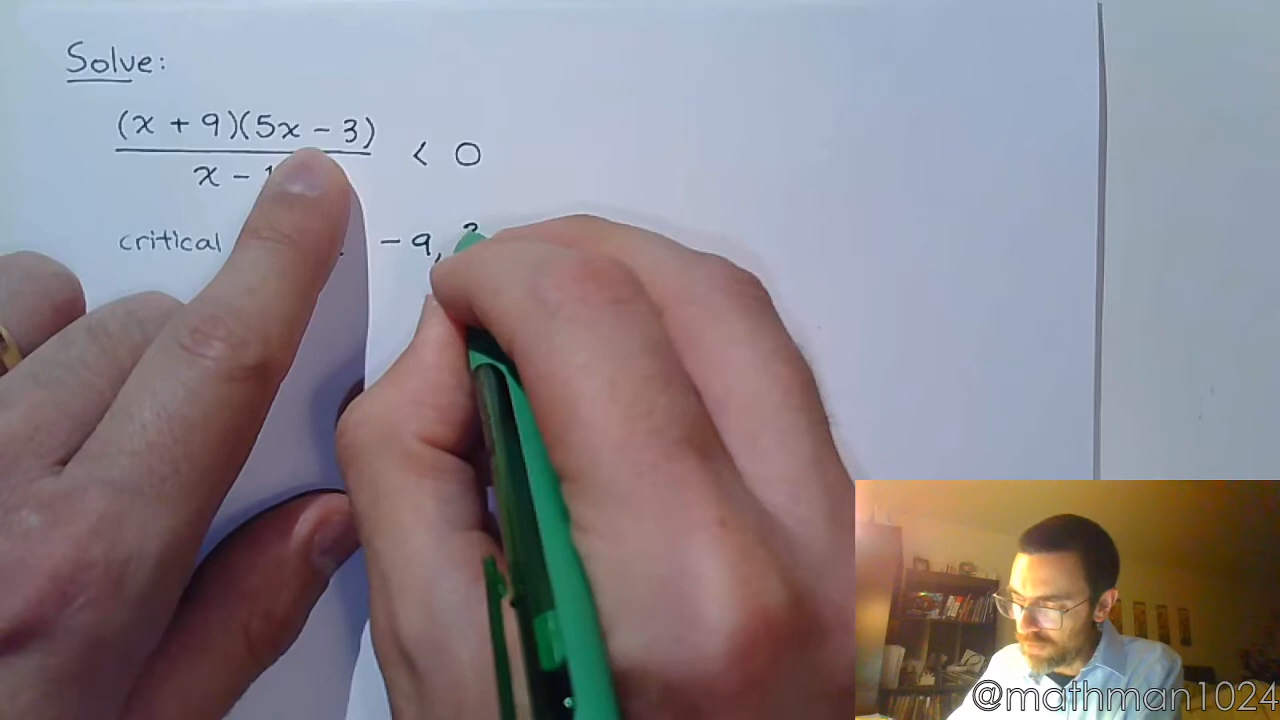 Solve:
(x + 9)(5x − 3)
< 0
x −
critical
− 9,
@mathman1024